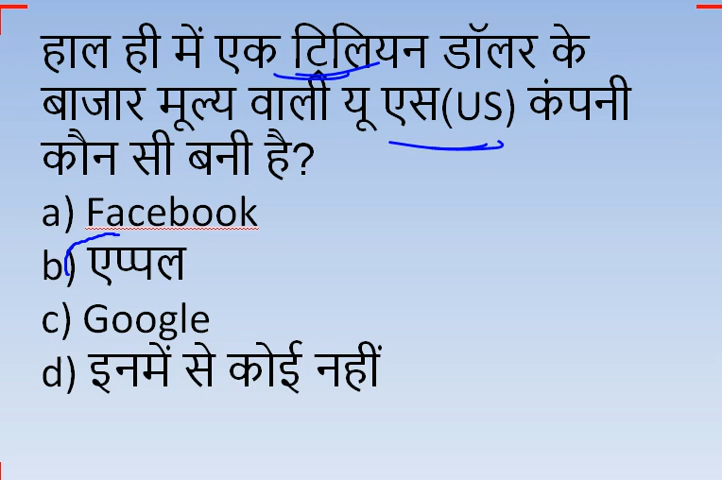 हाल ही में एक टिलियन डॉलर के
बाजार मूल्य वाली यू एस(US) कंपनी
कौन सी बनी है?
a) Facebook
b) एप्पल
c) Google
d) इनमें से कोई नहीं